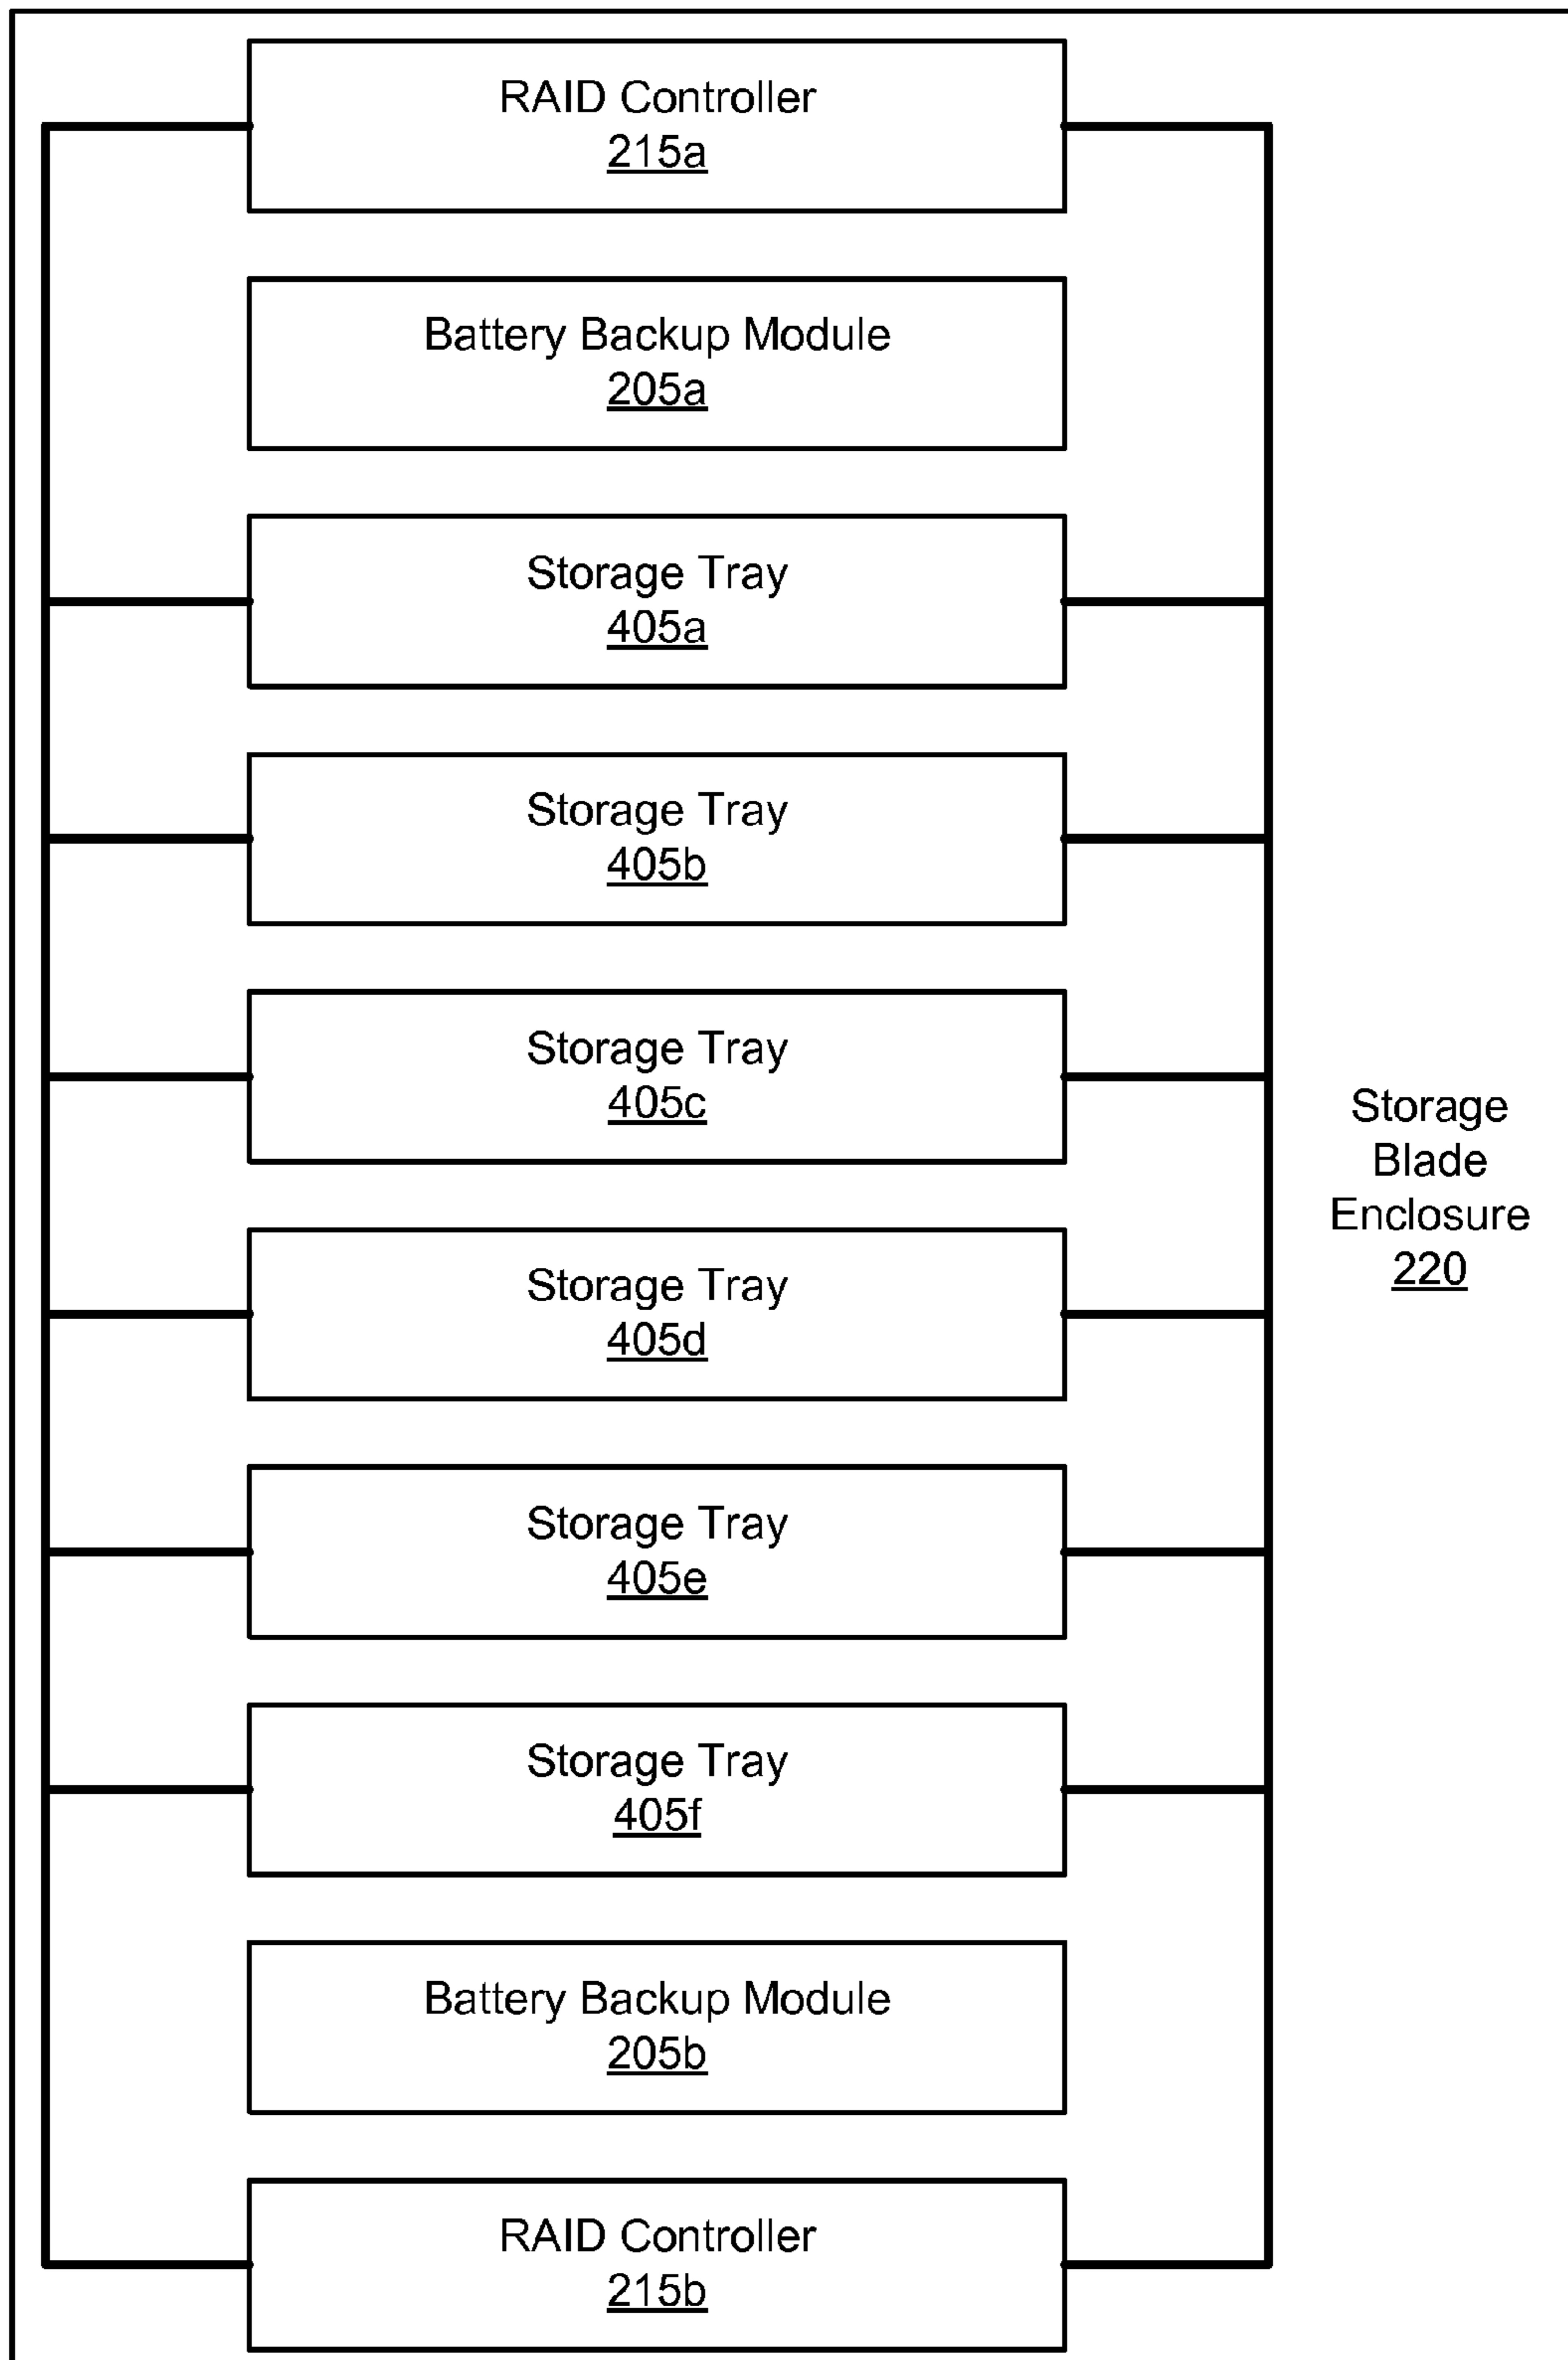 RAID Controller
215a
Battery Backup Module
205a
Storage Tray
405a
Storage Tray
405b
Storage Tray
405c
Storage Tray
405d
Storage Tray
405e
Storage Tray
405f
Battery Backup Module
205b
RAID Controller
215b
Storage
Blade
Enclosure
220